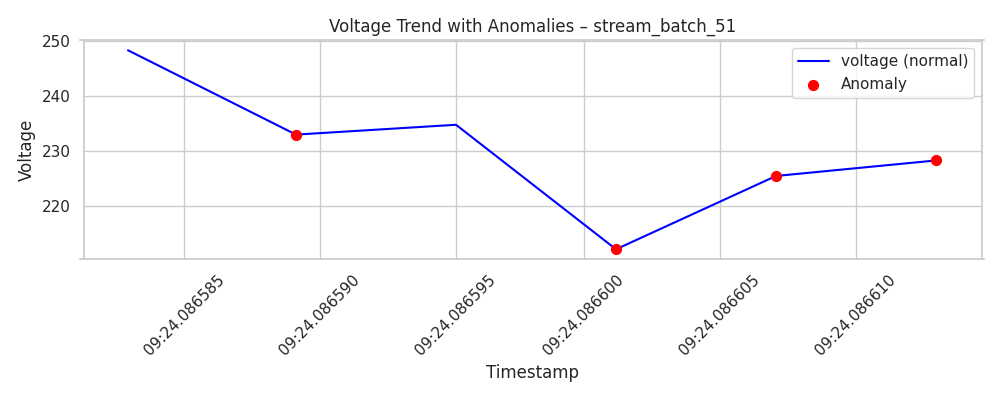 Voltage Trend with Anomalies – stream_batch_51
voltage (normal)
Anomaly
Voltage
250
240
230
220
09:24.086585
09:24.086590
09:24.086595
09:24.086600
09:24.086605
09:24.086610
Timestamp